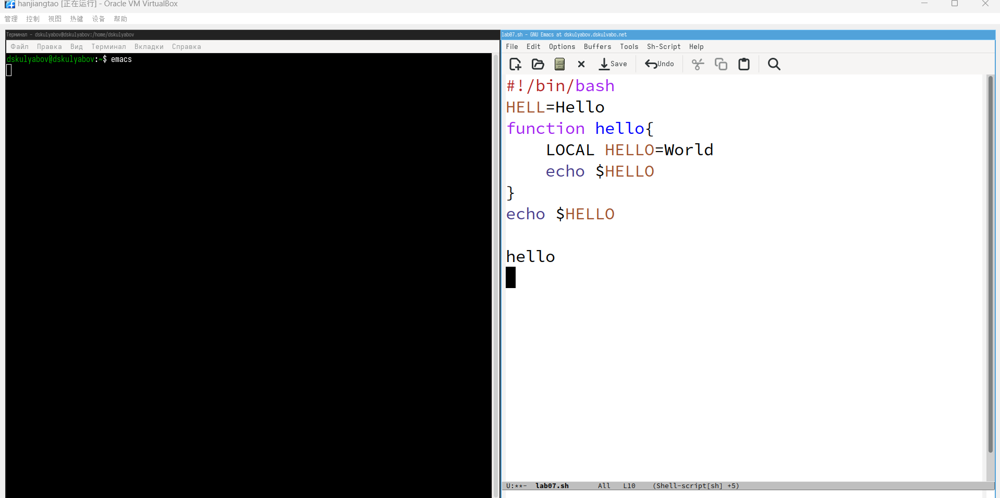 hanjiangtao [正在运行] - Oracle VM VirtualBox
管理 控制 视图 热键 设备 帮助
Терминал - dskulyabov@dskulyabov:/home/dskulyabov
Файл Правка Вид Терминал Вкладки Справка
dskulyabov@dskulyabov:~$ emacs
lab07.sh - GNU Emacs at dskulyabov.dskulvabo.net
File Edit Options Buffers Tools Sh-Script Help
Save Undo
#!/bin/bash
HELL=Hello
function hello{
LOCAL HELLO=World
echo $HELLO
}
echo $HELLO
hello
U:**- lab07.sh All L10 (Shell-script[sh] +5)